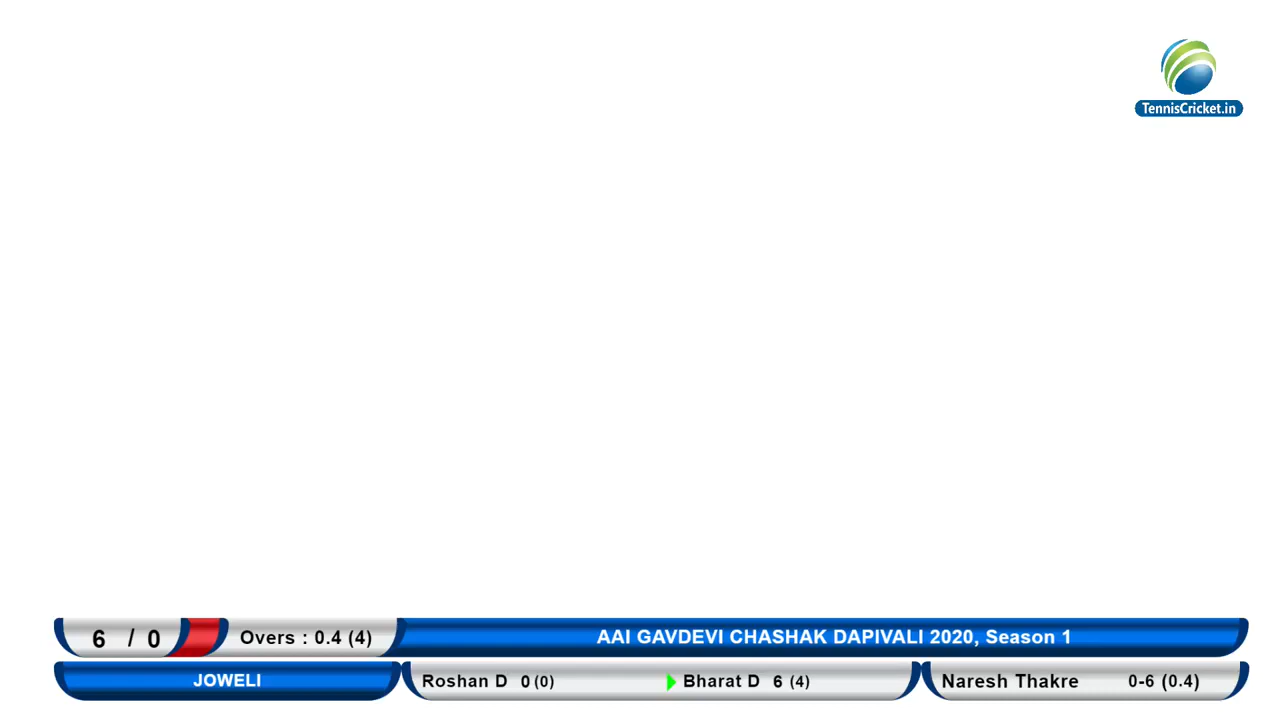 TennisCricket.in
6 / 0 Overs : 0.4 (4) AAI GAVDEVI CHASHAK DAPIVALI 2020, Season 1
JOWELI Roshan D 0 (0) Bharat D 6 (4) Naresh Thakre 0-6 (0.4)